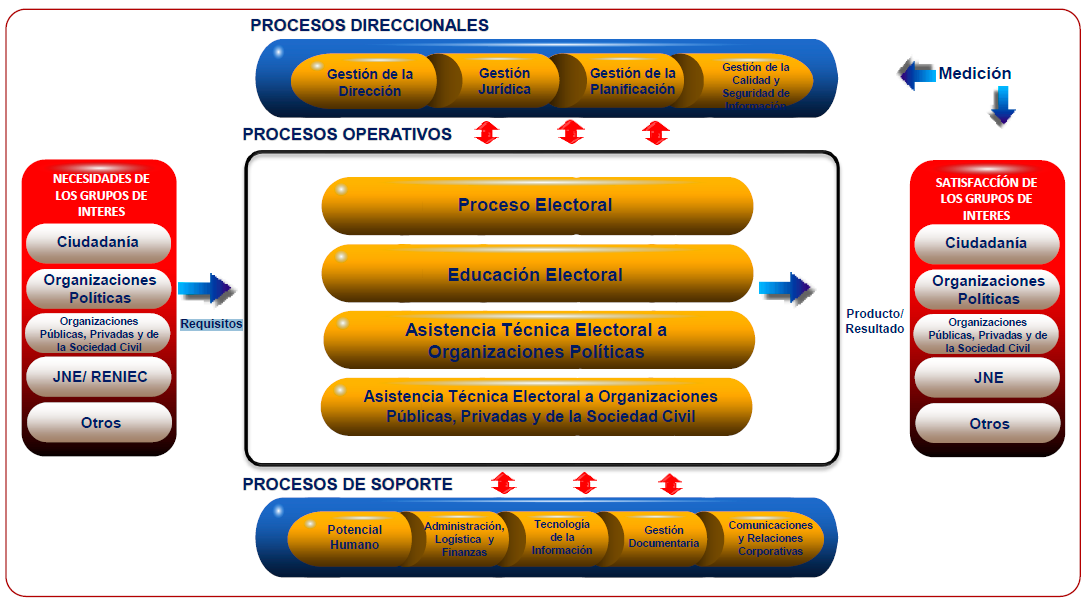 PROCESOS DIRECCIONALES
Gestión de la
Dirección
Gestión
Jurídica
Gestión de la
Planificación
Gestión de la
Calidad y
Seguridad de
Información
Medición
PROCESOS OPERATIVOS
NECESIDADES DE
LOS GRUPOS DE
INTERES
Ciudadanía
Organizaciones
Políticas
Organizaciones
Públicas, Privadas y de
la Sociedad Civil
JNE/ RENIEC
Otros
Requisitos
Proceso Electoral
Educación Electoral
Asistencia Técnica Electoral a
Organizaciones Políticas
Asistencia Técnica Electoral a Organizaciones
Públicas, Privadas y de la Sociedad Civil
Producto/
Resultado
SATISFACCÍÓN DE
LOS GRUPOS DE
INTERES
Ciudadanía
Organizaciones
Políticas
Organizaciones
Públicas, Privadas y de
la Sociedad Civil
JNE
Otros
PROCESOS DE SOPORTE
Potencial
Humano
Administración,
Logística y
Finanzas
Tecnología
de la
Información
Gestión
Documentaria
Comunicaciones
y Relaciones
Corporativas